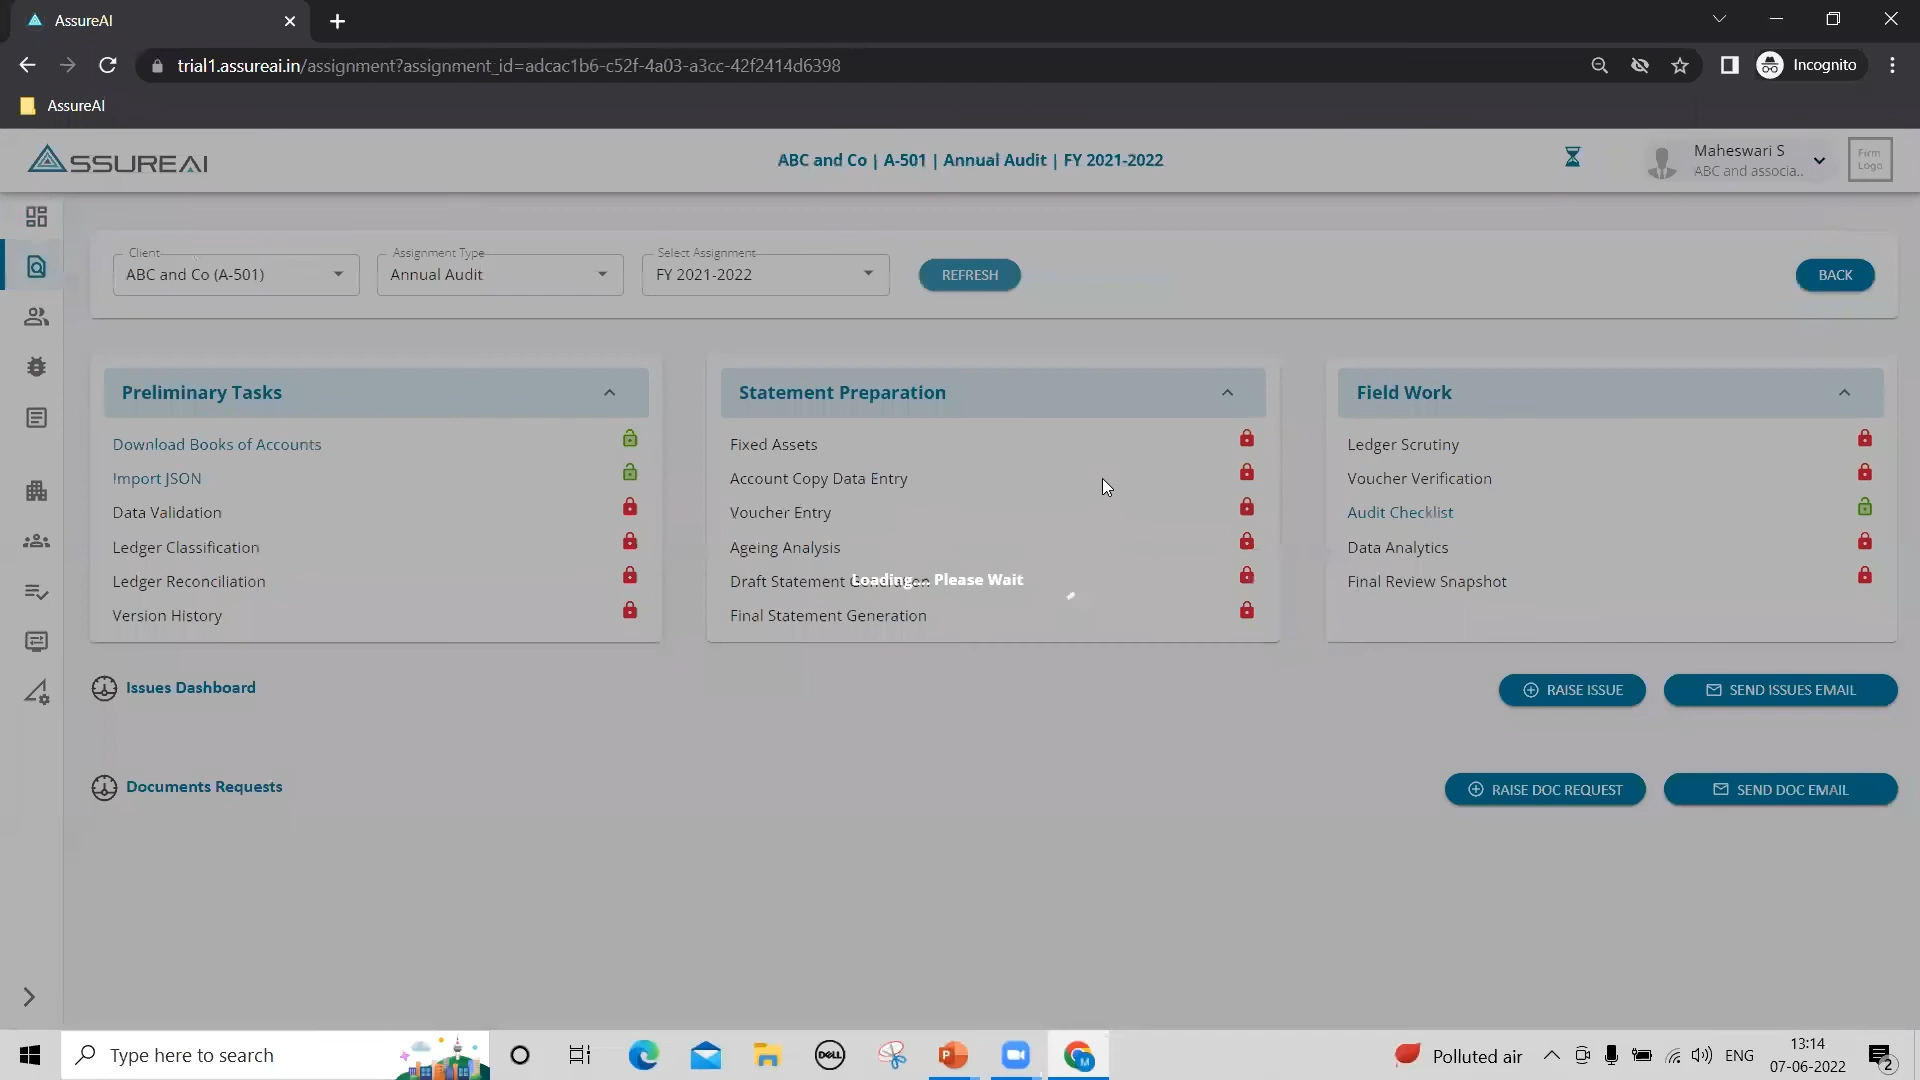 AssureAI
trial1.assureai.in/assignment?assignment_id=adcac1b6-c52f-4a03-a3cc-42f2414d6398
Incognito
AssureAI
ASSUREAI
ABC and Co | A-501 | Annual Audit | FY 2021-2022
Maheswari S
ABC and associa..
Firm
Logo
Client
ABC and Co (A-501)
Assignment Type
Annual Audit
Select Assignment
FY 2021-2022
REFRESH
BACK
Preliminary Tasks
Download Books of Accounts
Import JSON
Data Validation
Ledger Classification
Ledger Reconciliation
Version History
Statement Preparation
Fixed Assets
Account Copy Data Entry
Voucher Entry
Ageing Analysis
Draft Statement Generation
Final Statement Generation
Loading.... Please Wait
Field Work
Ledger Scrutiny
Voucher Verification
Audit Checklist
Data Analytics
Final Review Snapshot
Issues Dashboard
RAISE ISSUE
SEND ISSUES EMAIL
Documents Requests
RAISE DOC REQUEST
SEND DOC EMAIL
Type here to search
DELL
Polluted air
ENG
13:14
07-06-2022
2